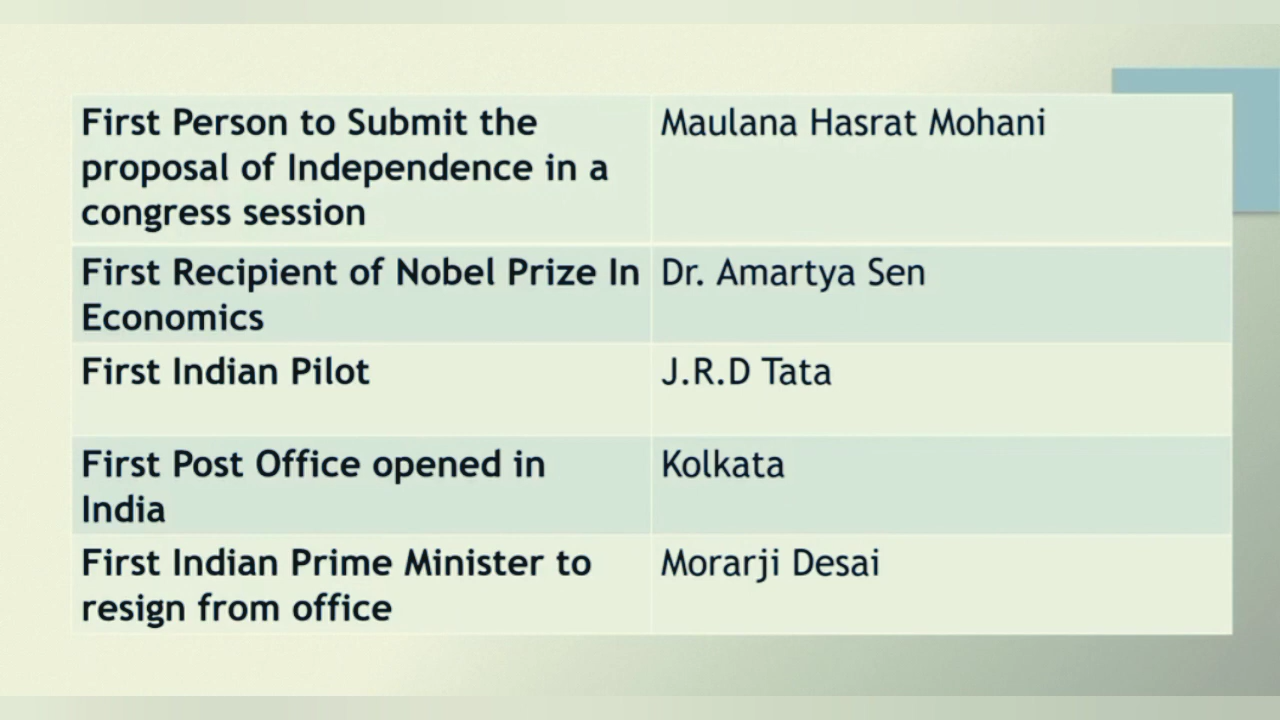 First Person to Submit the
proposal of Independence in a
congress session
Maulana Hasrat Mohani
First Recipient of Nobel Prize In
Economics
Dr. Amartya Sen
First Indian Pilot
J.R.D Tata
First Post Office opened in
India
Kolkata
First Indian Prime Minister to
resign from office
Morarji Desai